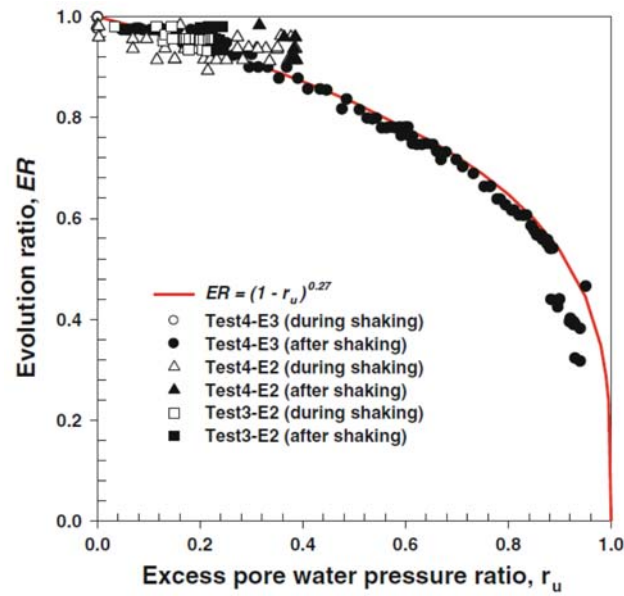 1.0
0.8
0.6
0.4
0.2
0.0
Evolution ratio, ER
ER = (1 - r_u)^0.27
Test4-E3 (during shaking)
Test4-E3 (after shaking)
Test4-E2 (during shaking)
Test4-E2 (after shaking)
Test3-E2 (during shaking)
Test3-E2 (after shaking)
0.0 0.2 0.4 0.6 0.8 1.0
Excess pore water pressure ratio, r_u